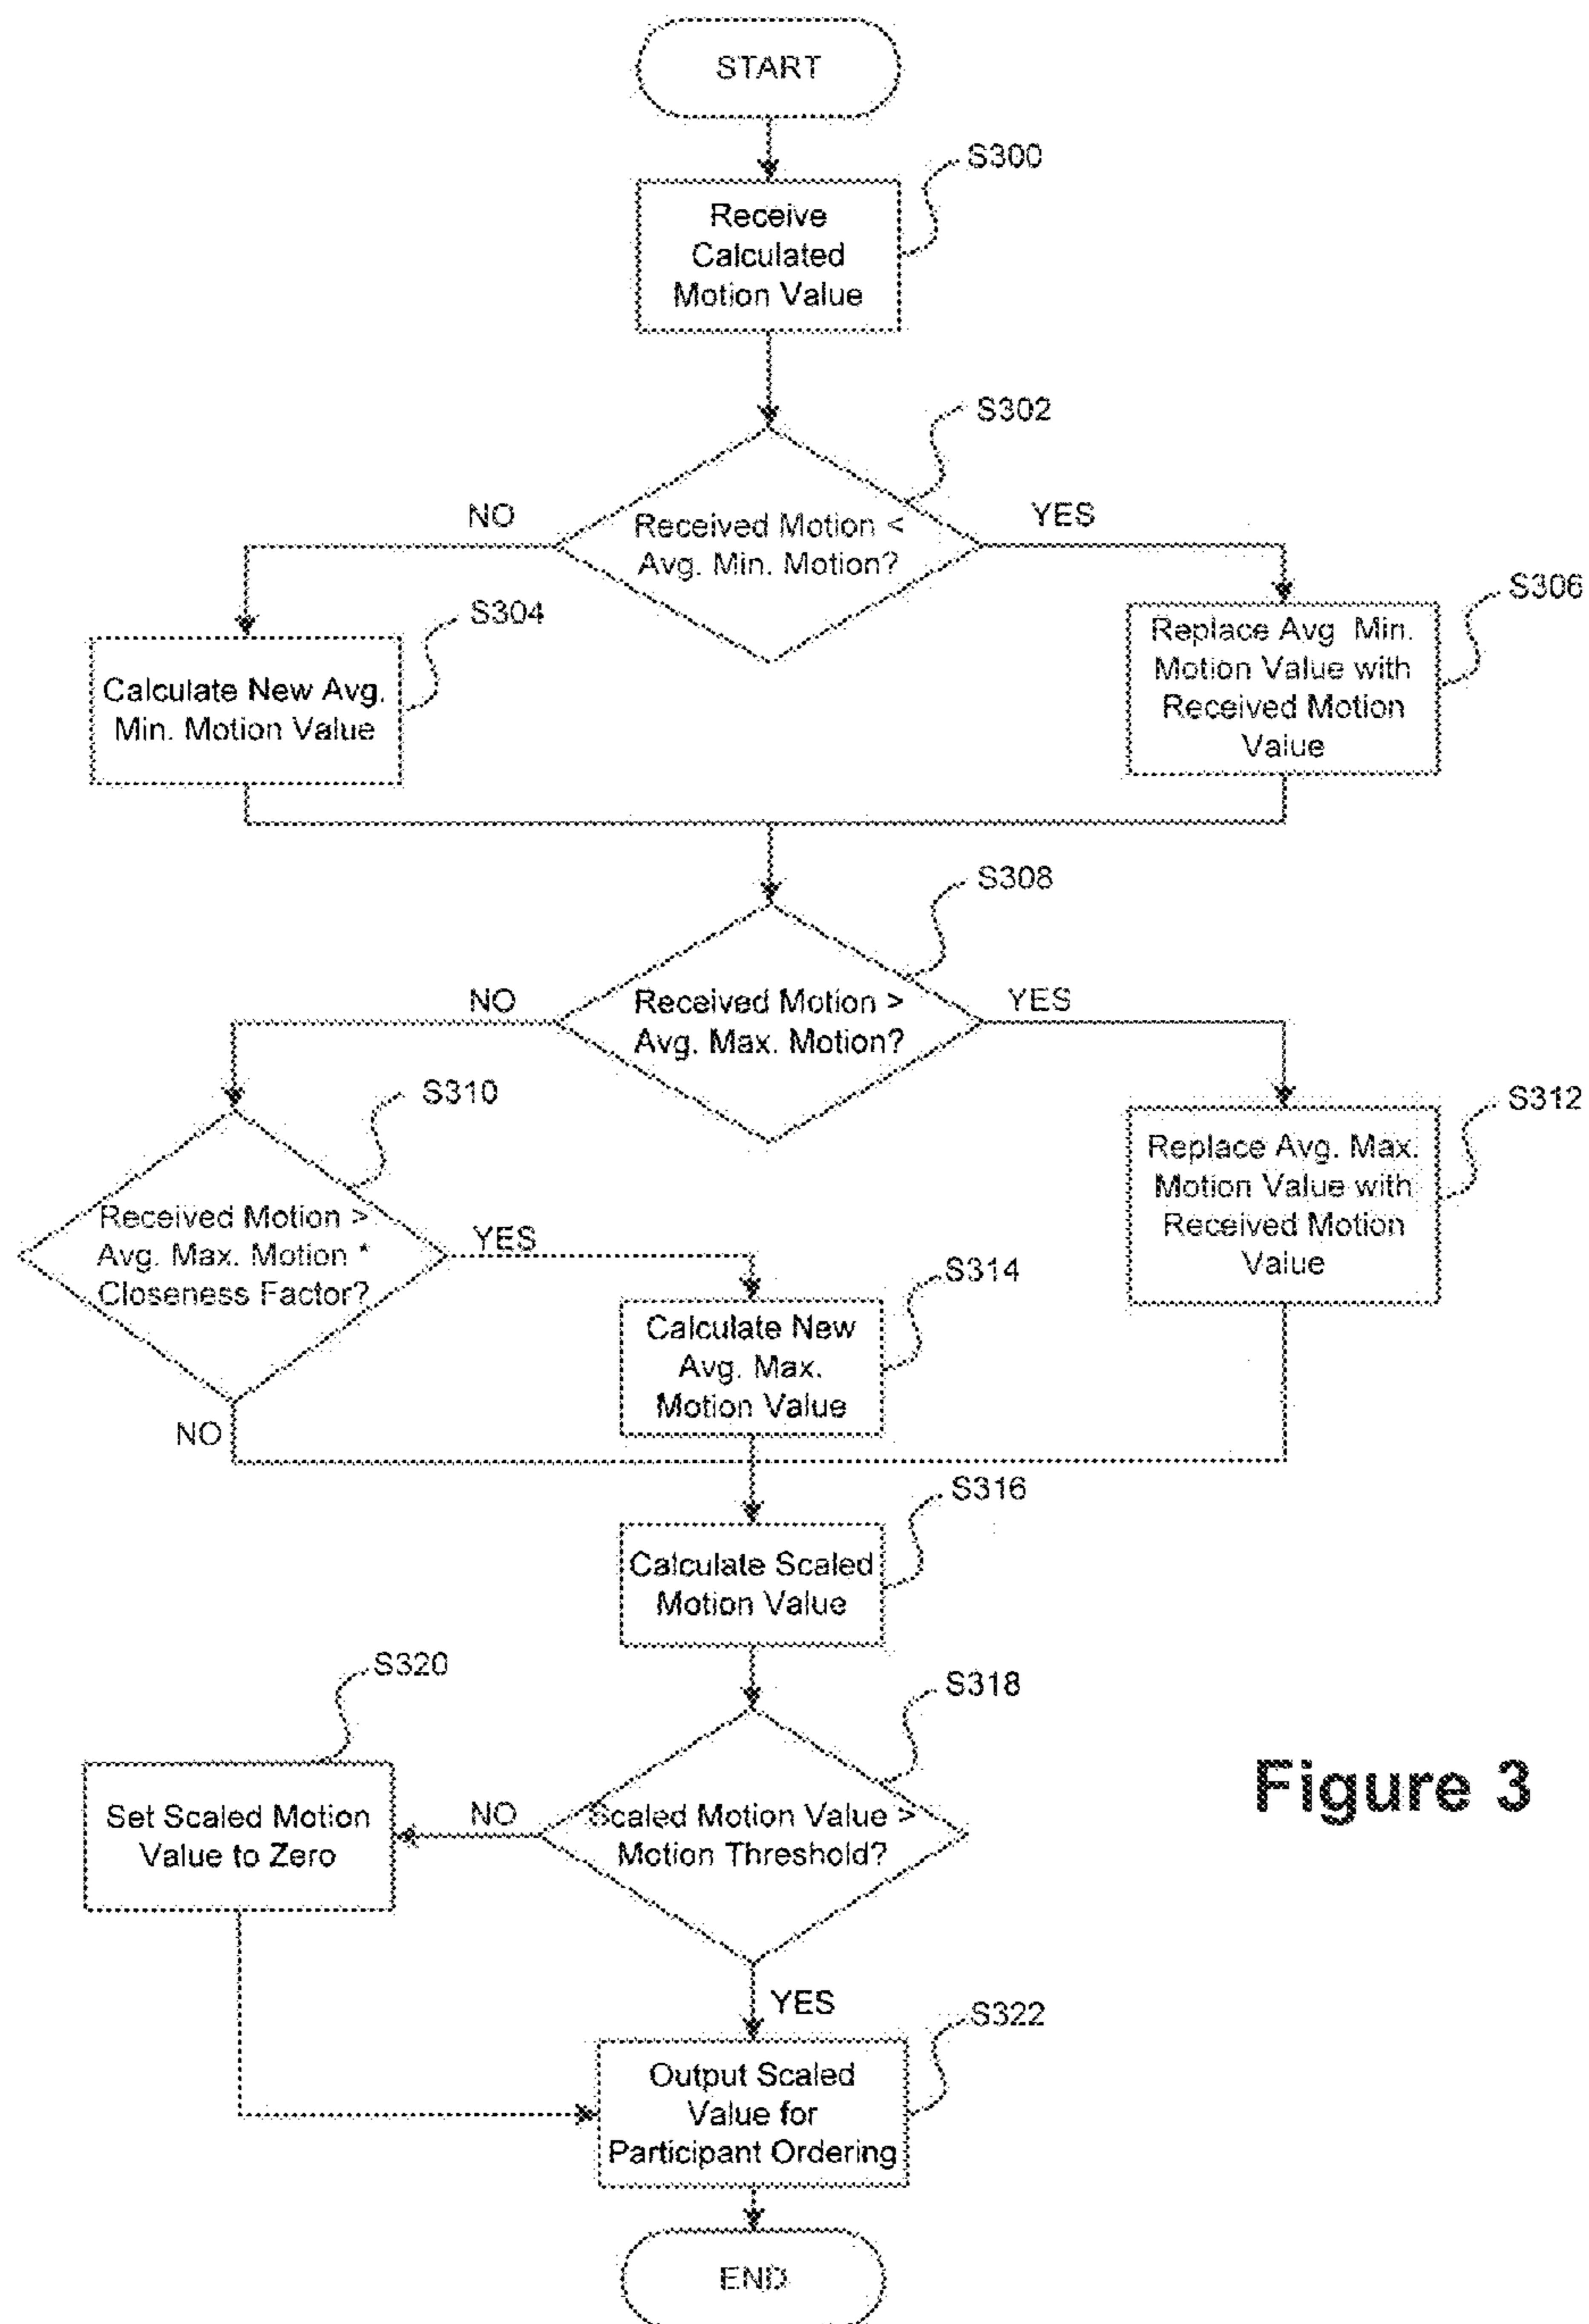 START
S300
Receive
Calculated
Motion Value
S302
NO
Received Motion <
Avg. Min. Motion?
YES
S304
Calculate New Avg.
Min. Motion Value
S306
Replace Avg Min.
Motion Value with
Received Motion
Value
S308
NO
Received Motion >
Avg. Max. Motion?
YES
S310
Received Motion >
Avg. Max. Motion *
Closeness Factor?
YES
NO
S312
Replace Avg. Max.
Motion Value with
Received Motion
Value
S314
Calculate New
Avg. Max.
Motion Value
S316
Calculate Scaled
Motion Value
S318
Scaled Motion Value >
Motion Threshold?
NO
YES
S320
Set Scaled Motion
Value to Zero
S322
Output Scaled
Value for
Participant Ordering
END
Figure 3